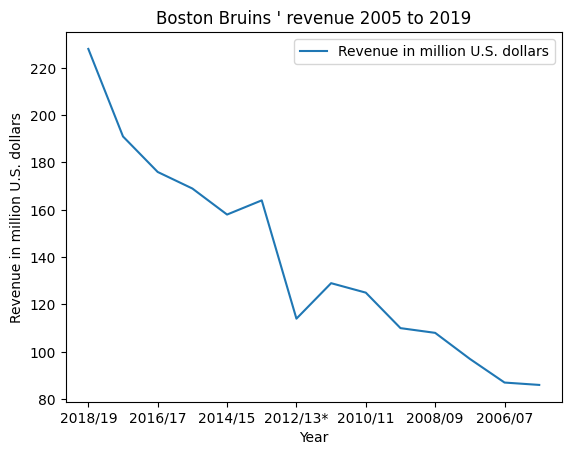 Boston Bruins ' revenue 2005 to 2019
Revenue in million U.S. dollars
Revenue in million U.S. dollars
220
200
180
160
140
120
100
80
2018/19 2016/17 2014/15 2012/13* 2010/11 2008/09 2006/07
Year